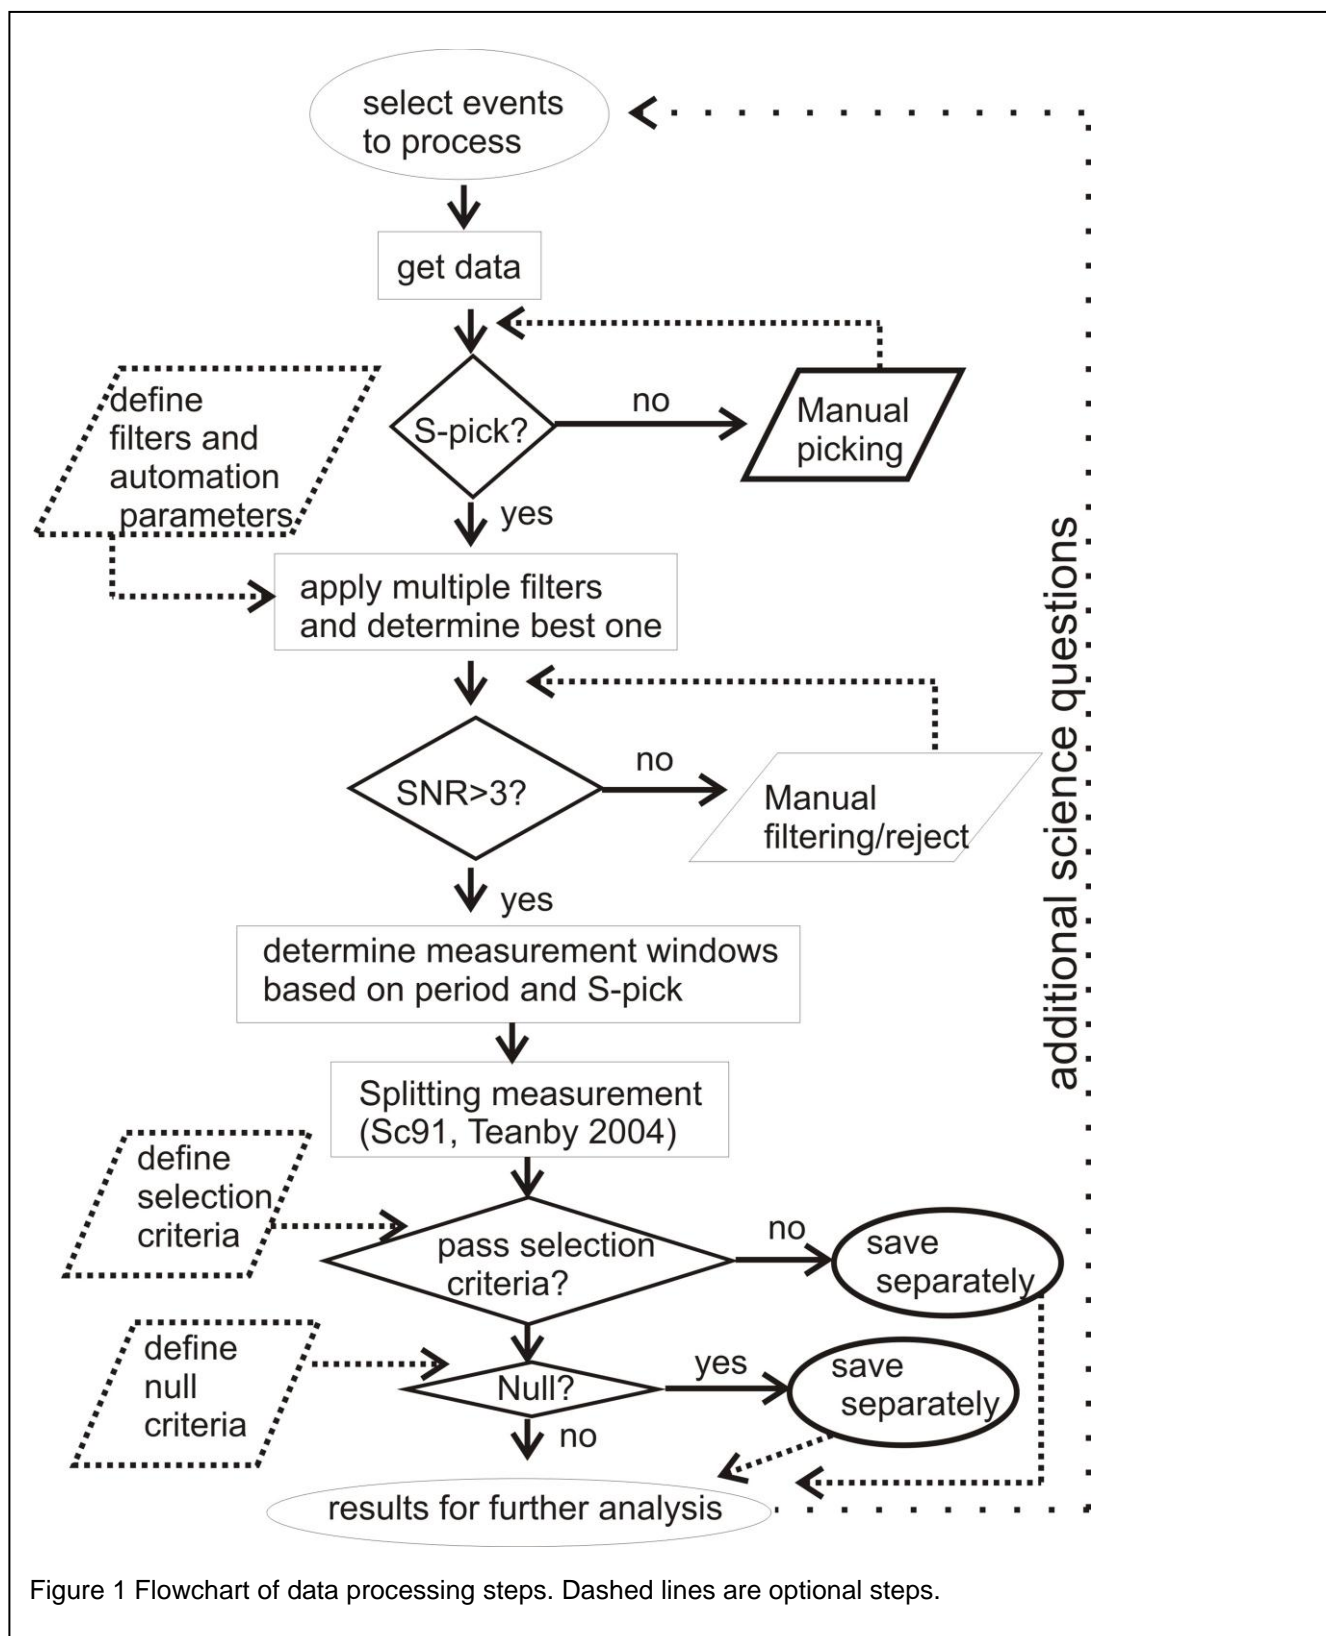 select events
to process
get data
define
filters and
automation
parameters
S-pick?
no
Manual
picking
yes
apply multiple filters
and determine best one
SNR>3?
no
Manual
filtering/reject
yes
determine measurement windows
based on period and S-pick
additional science questions
Splitting measurement
(Sc91, Teanby 2004)
define
selection
criteria
pass selection
criteria?
no
save
separately
define
null
criteria
Null?
yes
save
separately
no
results for further analysis
Figure 1 Flowchart of data processing steps. Dashed lines are optional steps.